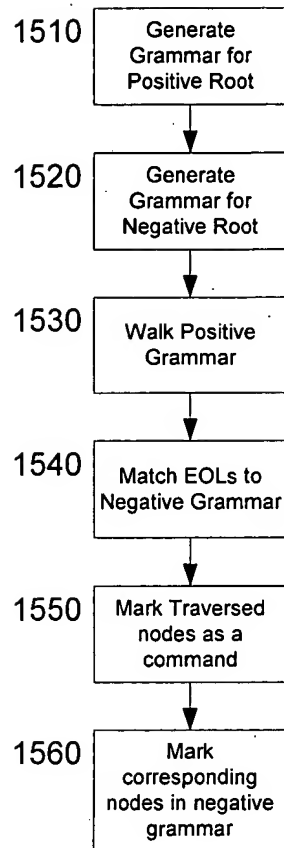 1510
Generate
Grammar for
Positive Root
1520
Generate
Grammar for
Negative Root
1530
Walk Positive
Grammar
1540
Match EOLs to
Negative Grammar
1550
Mark Traversed
nodes as a
command
1560
Mark
corresponding
nodes in negative
grammar